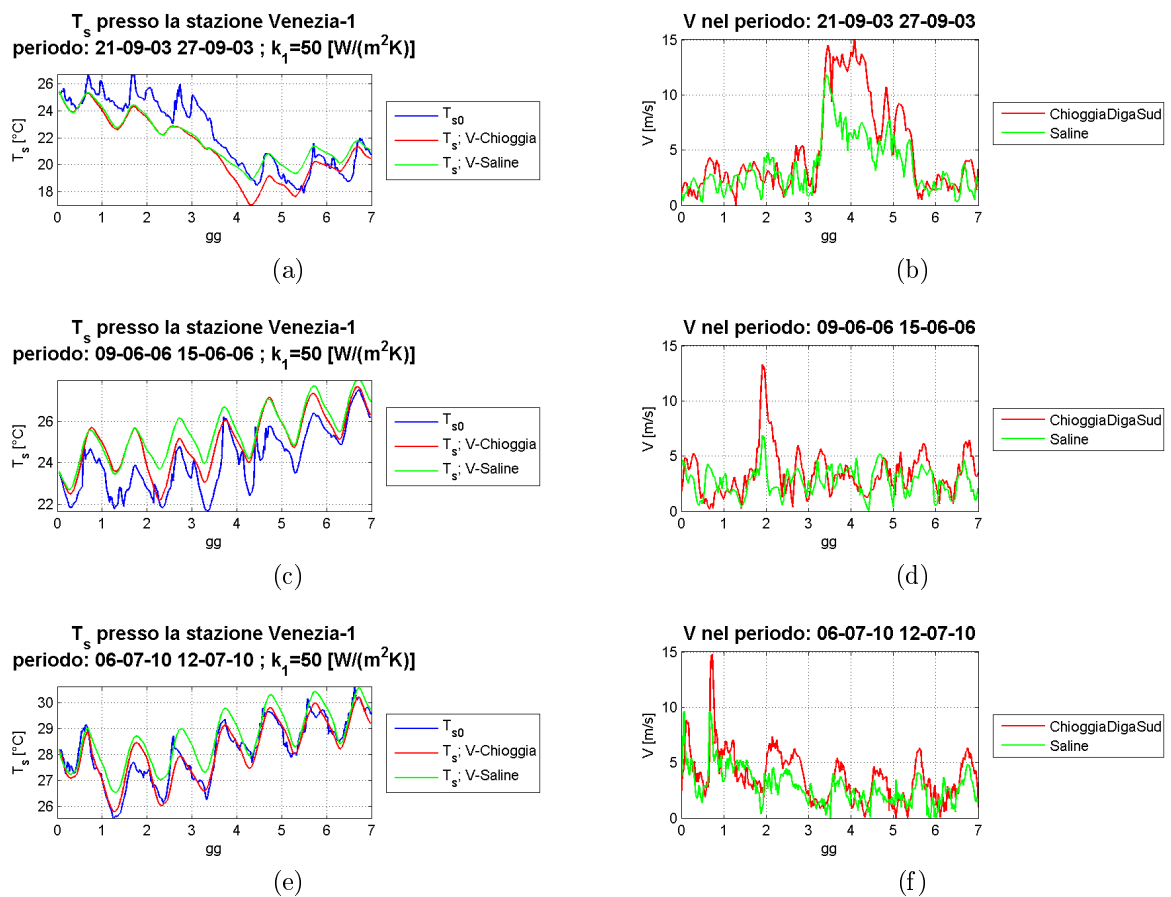 T_s presso la stazione Venezia-1
periodo: 21-09-03 27-09-03 ; k_1=50 [W/(m^2K)]
T_s [°C]
26
24
22
20
18
0 1 2 3 4 5 6 7
gg
T_s0
T_s; V-Chioggia
T_s; V-Saline
(a)
V nel periodo: 21-09-03 27-09-03
V [m/s]
15
10
5
0
0 1 2 3 4 5 6 7
gg
ChioggiaDigaSud
Saline
(b)
T_s presso la stazione Venezia-1
periodo: 09-06-06 15-06-06 ; k_1=50 [W/(m^2K)]
T_s [°C]
26
24
22
0 1 2 3 4 5 6 7
gg
T_s0
T_s; V-Chioggia
T_s; V-Saline
(c)
V nel periodo: 09-06-06 15-06-06
V [m/s]
15
10
5
0
0 1 2 3 4 5 6 7
gg
ChioggiaDigaSud
Saline
(d)
T_s presso la stazione Venezia-1
periodo: 06-07-10 12-07-10 ; k_1=50 [W/(m^2K)]
T_s [°C]
30
29
28
27
26
0 1 2 3 4 5 6 7
gg
T_s0
T_s; V-Chioggia
T_s; V-Saline
(e)
V nel periodo: 06-07-10 12-07-10
V [m/s]
15
10
5
0
0 1 2 3 4 5 6 7
gg
ChioggiaDigaSud
Saline
(f)